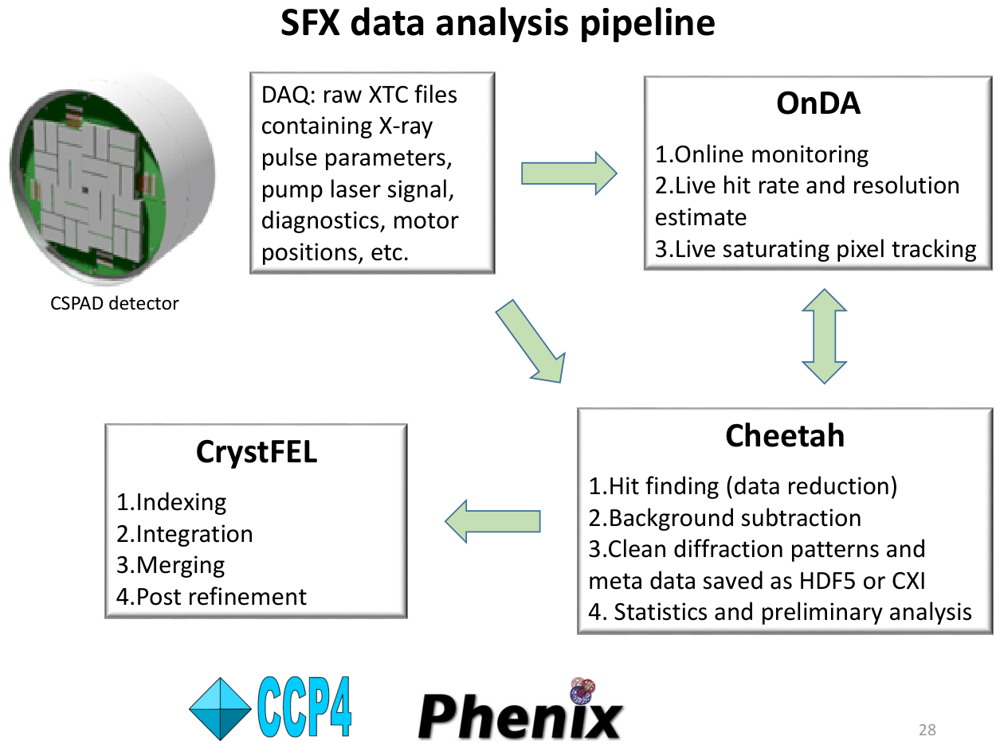 SFX data analysis pipeline
DAQ: raw XTC files
containing X-ray
pulse parameters,
pump laser signal,
diagnostics, motor
positions, etc.
CSPAD detector
OnDA
1.Online monitoring
2.Live hit rate and resolution
estimate
3.Live saturating pixel tracking
CrystFEL
1.Indexing
2.Integration
3.Merging
4.Post refinement
Cheetah
1.Hit finding (data reduction)
2.Background subtraction
3.Clean diffraction patterns and
meta data saved as HDF5 or CXI
4. Statistics and preliminary analysis
CCP4
Phenix
28